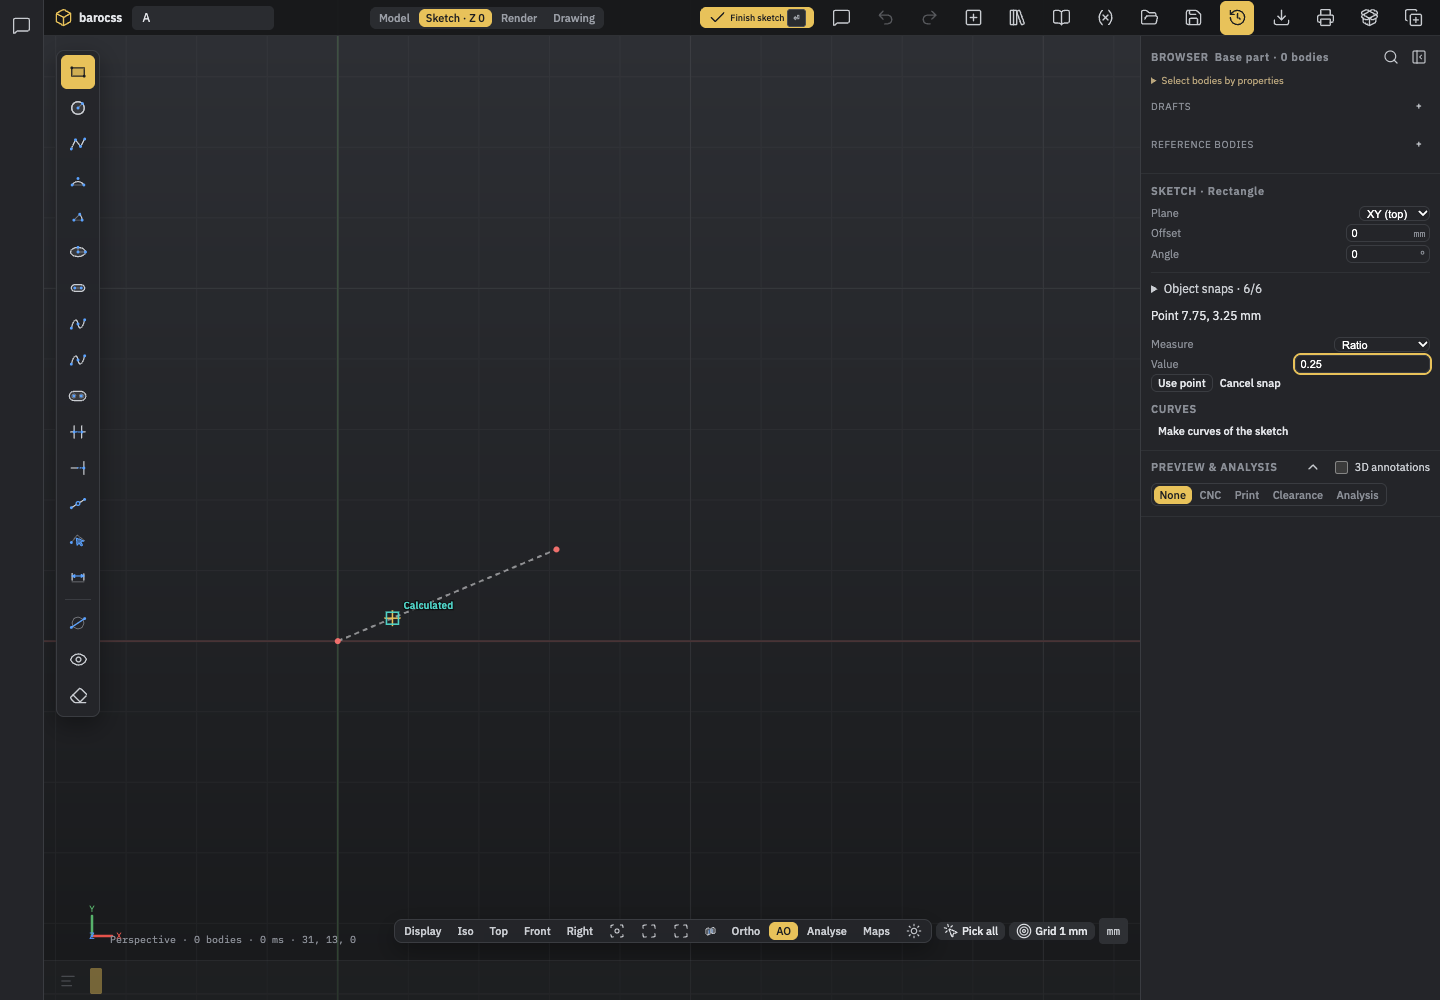 barocss
A
Model
Sketch · Z 0
Render
Drawing
Finish sketch
BROWSER Base part · 0 bodies
Select bodies by properties
DRAFTS
+
REFERENCE BODIES
+
SKETCH · Rectangle
Plane
XY (top)
Offset
0
mm
Angle
0
°
Object snaps · 6/6
Point 7.75, 3.25 mm
Measure
Ratio
Value
0.25
Use point
Cancel snap
CURVES
Make curves of the sketch
PREVIEW & ANALYSIS
3D annotations
None
CNC
Print
Clearance
Analysis
Calculated
Y
X
Z
Perspective · 0 bodies · 0 ms · 31, 13, 0
Display
Iso
Top
Front
Right
Ortho
AO
Analyse
Maps
Pick all
Grid 1 mm
mm